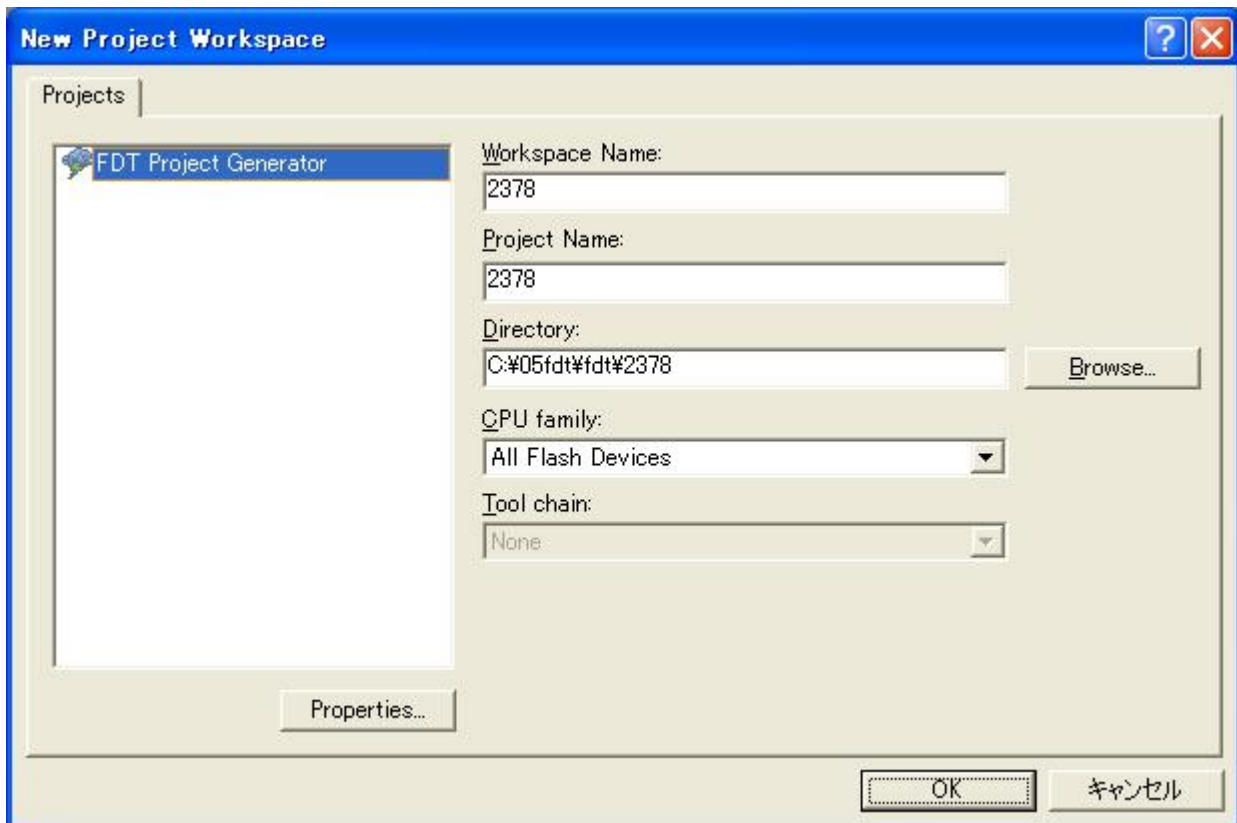 New Project Workspace
Projects
FDT Project Generator
Workspace Name:
2378
Project Name:
2378
Directory:
C:¥05fdt¥fdt¥2378
Browse...
CPU family:
All Flash Devices
Tool chain:
None
Properties...
OK
キャンセル